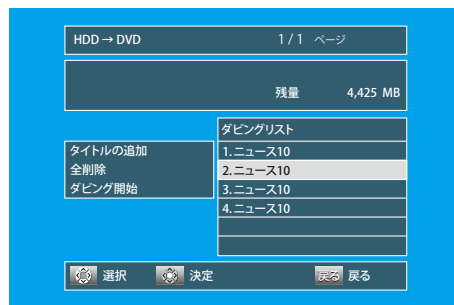 HDD → DVD 1 / 1 ページ
残量 4,425 MB
ダビングリスト
タイトルの追加
全削除
ダビング開始
1.ニュース10
2.ニュース10
3.ニュース10
4.ニュース10
選択 決定 戻る 戻る